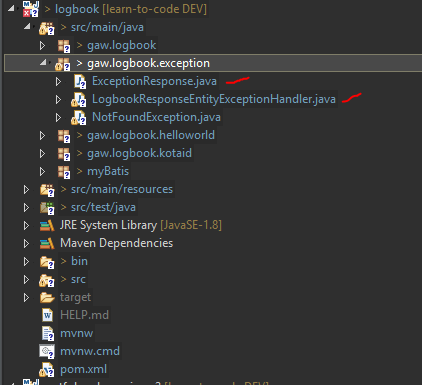 > logbook [learn-to-code DEV]
> src/main/java
> gaw.logbook
> gaw.logbook.exception
ExceptionResponse.java
LogbookResponseEntityExceptionHandler.java
NotFoundException.java
> gaw.logbook.helloworld
> gaw.logbook.kotaid
> myBatis
> src/main/resources
> src/test/java
JRE System Library [JavaSE-1.8]
Maven Dependencies
> bin
> src
target
HELP.md
mvnw
mvnw.cmd
pom.xml